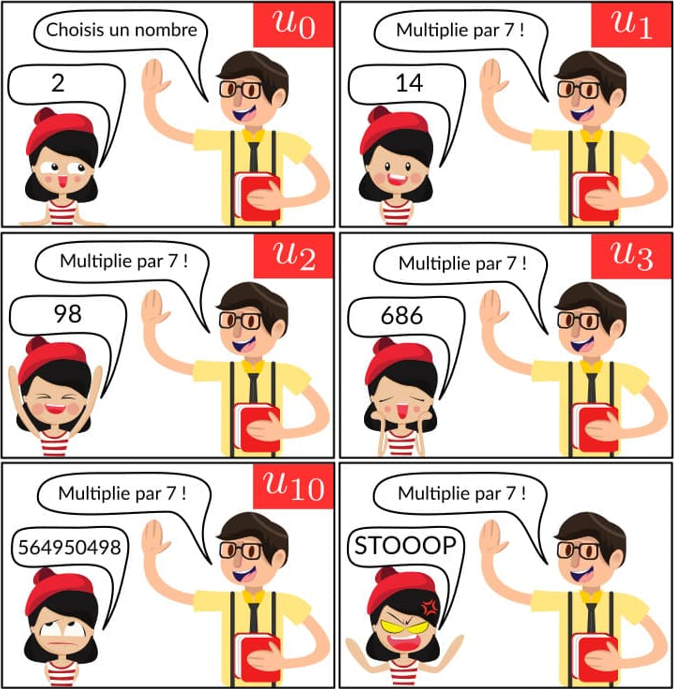 Choisis un nombre
u0
2
Multiplie par 7 !
u1
14
Multiplie par 7 !
u2
98
Multiplie par 7 !
u3
686
Multiplie par 7 !
u10
564950498
Multiplie par 7 !
STOOOP